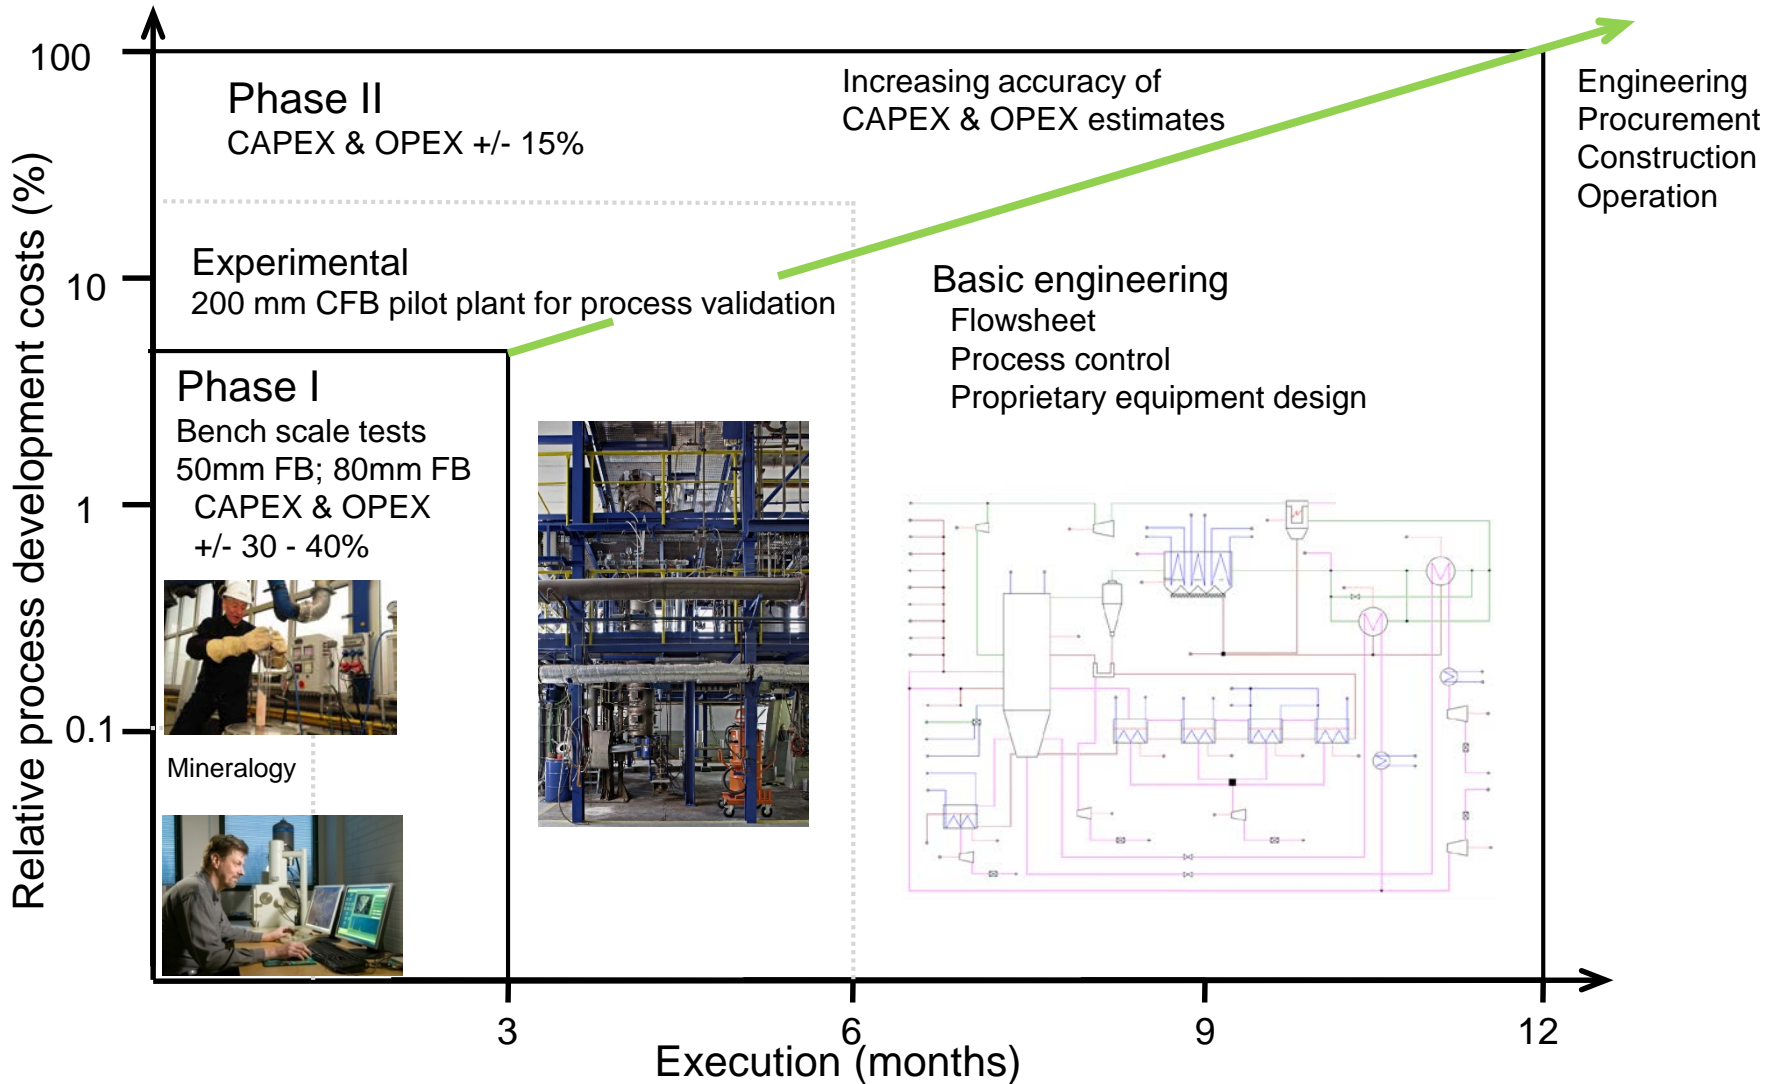 Relative process development costs (%)
100
10
1
0.1
Phase II
CAPEX & OPEX +/- 15%
Increasing accuracy of
CAPEX & OPEX estimates
Engineering
Procurement
Construction
Operation
Experimental
200 mm CFB pilot plant for process validation
Basic engineering
Flowsheet
Process control
Proprietary equipment design
Phase I
Bench scale tests
50mm FB; 80mm FB
CAPEX & OPEX
+/- 30 - 40%
Mineralogy
3
6
9
12
Execution (months)